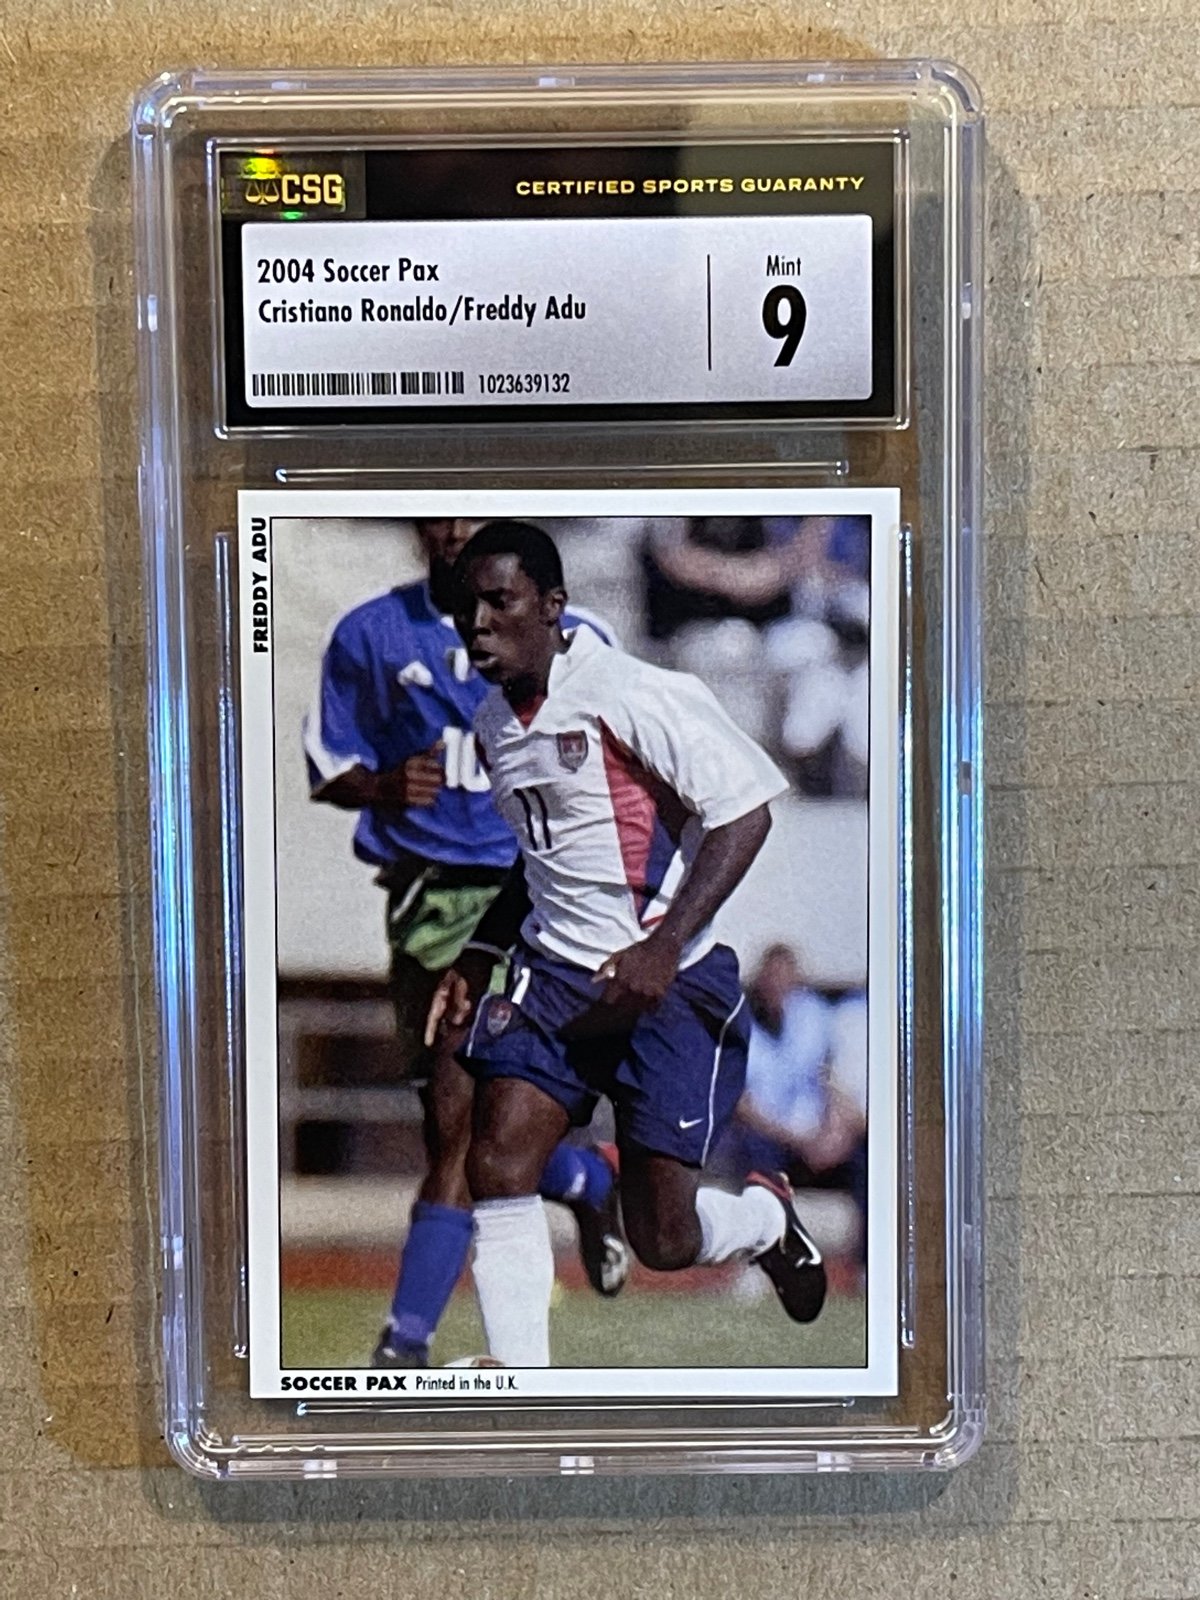 CSG
CERTIFIED SPORTS GUARANTY
2004 Soccer Pax
Cristiano Ronaldo/Freddy Adu
Mint
9
1023639132
FREDDY ADU
10
11
SOCCER PAX Printed in the U.K.